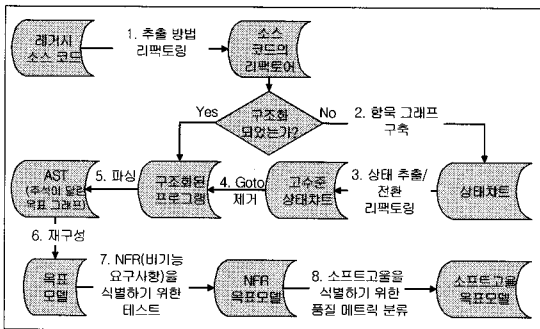 레거시
소스 코드
1. 추출 방법
리팩토링
소스
코드의
리팩토어
구조화
되었는가?
Yes
No
2. 항목 그래프
구축
AST
(주석이 달린
목표 그래프)
5. 파싱
구조화된
프로그램
4. Goto
제거
고수준
상태차트
3. 상태 추출/
전환
리팩토링
상태차트
6. 재구성
목표
모델
7. NFR(비기능
요구사항)을
식별하기 위한
테스트
NFR
목표모델
8. 소프트고울을
식별하기 위한
품질 메트릭 분류
소프트고울
목표모델